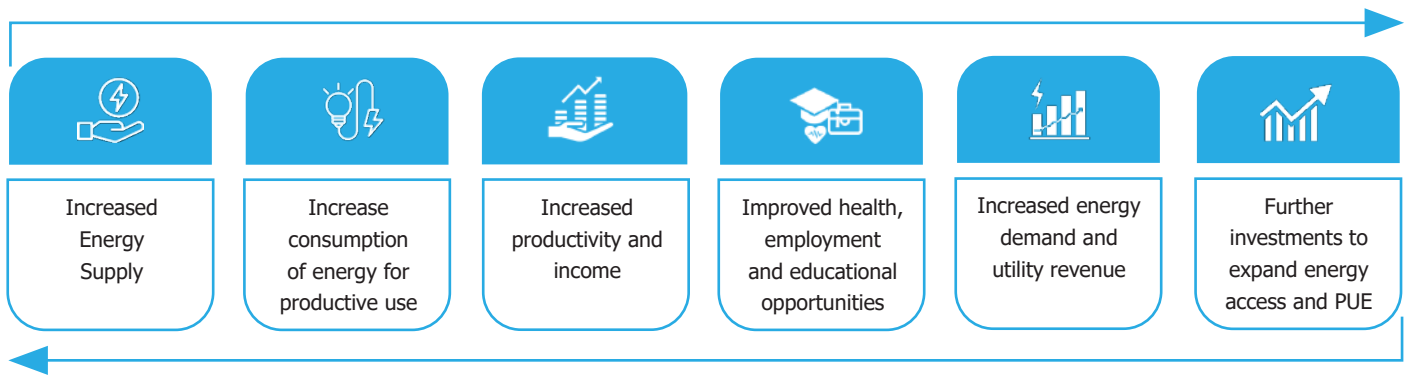 Increased
Energy
Supply
Increase
consumption
of energy for
productive use
Increased
productivity and
income
Improved health,
employment
and educational
opportunities
Increased energy
demand and
utility revenue
Further
investments to
expand energy
access and PUE